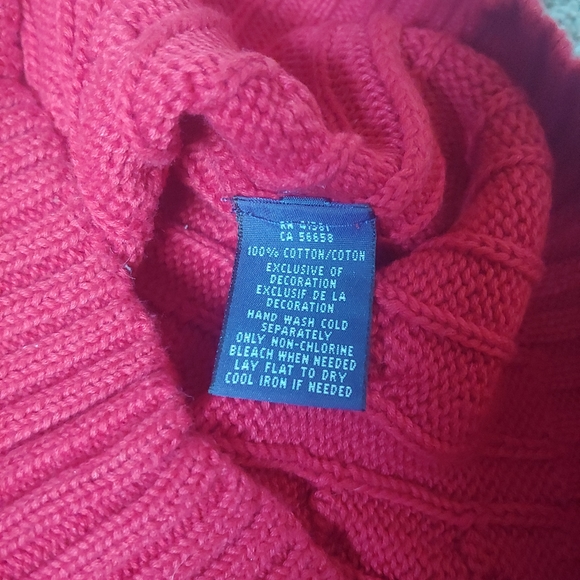 RN 41381
CA 56658
100% COTTON/COTON
EXCLUSIVE OF
DECORATION
EXCLUSIF DE LA
DECORATION
HAND WASH COLD
SEPARATELY
ONLY NON-CHLORINE
BLEACH WHEN NEEDED
LAY FLAT TO DRY
COOL IRON IF NEEDED